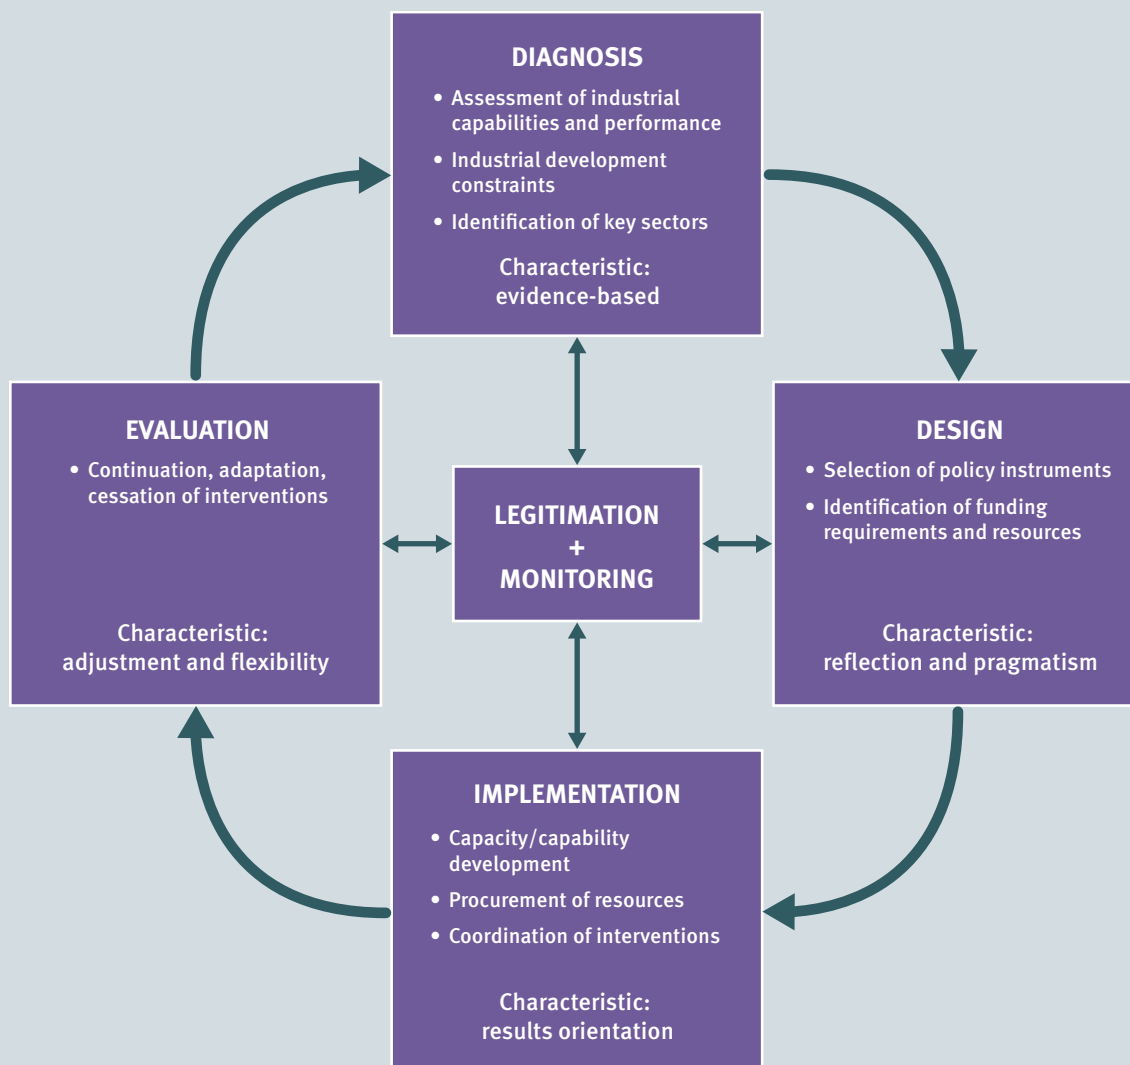 DIAGNOSIS
• Assessment of industrial
capabilities and performance
• Industrial development
constraints
• Identification of key sectors
Characteristic:
evidence-based
EVALUATION
• Continuation, adaptation,
cessation of interventions
Characteristic:
adjustment and flexibility
LEGITIMATION
+
MONITORING
DESIGN
• Selection of policy instruments
• Identification of funding
requirements and resources
Characteristic:
reflection and pragmatism
IMPLEMENTATION
• Capacity/capability
development
• Procurement of resources
• Coordination of interventions
Characteristic:
results orientation